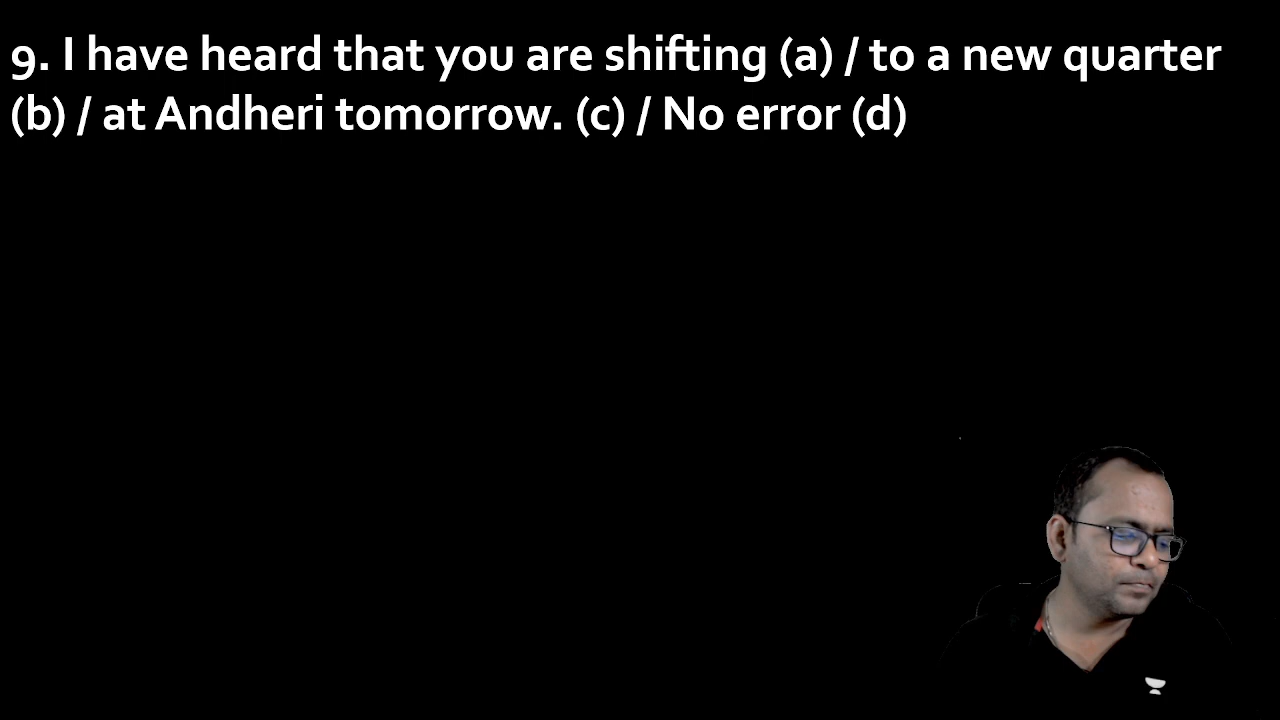 9. I have heard that you are shifting (a) / to a new quarter
(b) / at Andheri tomorrow. (c) / No error (d)